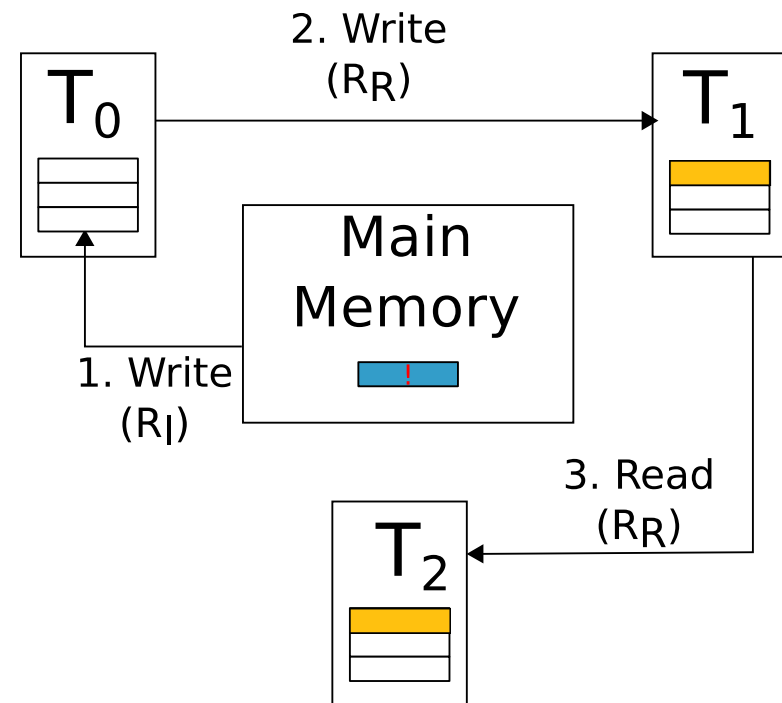 2. Write
(RR)
T0
T1
Main
Memory
1. Write
(RI)
3. Read
(RR)
T2